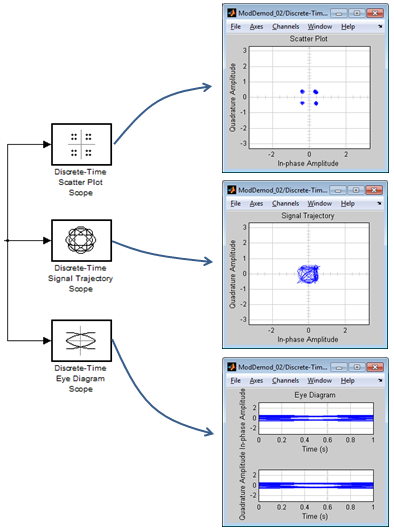 Discrete-Time
Scatter Plot
Scope
Discrete-Time
Signal Trajectory
Scope
Discrete-Time
Eye Diagram
Scope
ModDemod_02/Discrete-Tim...
File Axes Channels Window Help
Scatter Plot
Quadrature Amplitude
3
2
1
0
-1
-2
-3
-2 0 2
In-phase Amplitude
ModDemod_02/Discrete-Tim...
File Axes Channels Window Help
Signal Trajectory
Quadrature Amplitude
3
2
1
0
-1
-2
-3
-2 0 2
In-phase Amplitude
ModDemod_02/Discrete-Tim...
File Axes Channels Window Help
Eye Diagram
In-phase Amplitude
2
0
-2
0 0.2 0.4 0.6 0.8 1
Time (s)
Quadrature Amplitude
2
0
-2
0 0.2 0.4 0.6 0.8 1
Time (s)